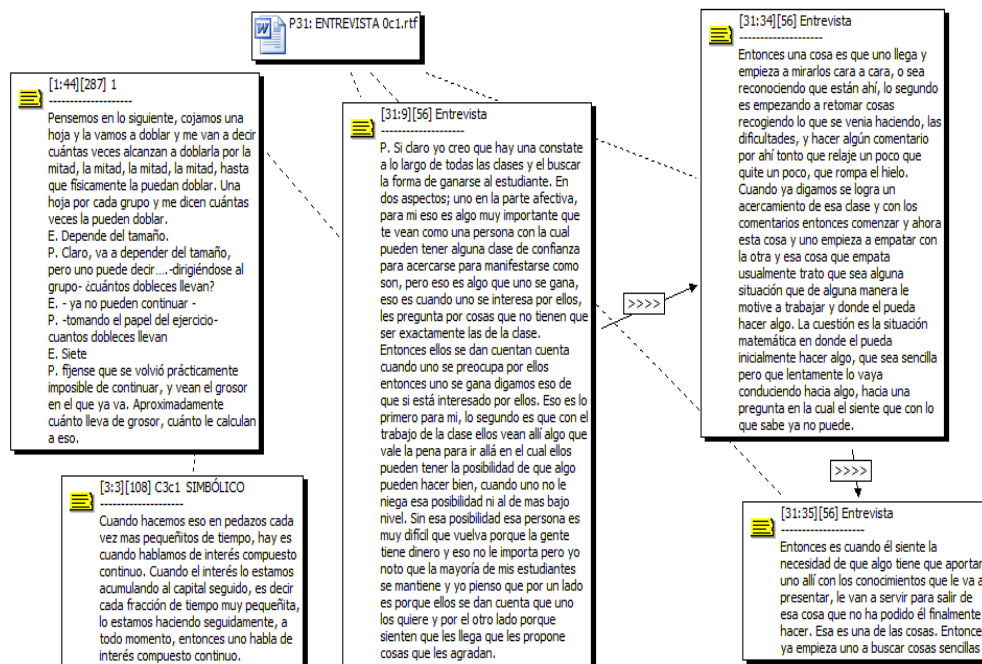 P31: ENTREVISTA 0c1.rtf
[1:44][287] 1
--------------------
Pensemos en lo siguiente, cojamos una
hoja y la vamos a doblar y me van a decir
cuántas veces alcanzan a doblarla por la
mitad, la mitad, la mitad, la mitad, hasta
que físicamente la puedan doblar. Una
hoja por cada grupo y me dicen cuántas
veces la pueden doblar.
E. Depende del tamaño.
P. Claro, va a depender del tamaño,
pero uno puede decir….-dirigiéndose al
grupo- ¿cuántos dobleces llevan?
E. - ya no pueden continuar -
P. -tomando el papel del ejercicio-
cuantos dobleces llevan
E. Siete
P. fíjense que se volvió prácticamente
imposible de continuar, y vean el grosor
en el que ya va. Aproximadamente
cuánto lleva de grosor, cuánto le calculan
a eso.
[3:3][108] C3c1 SIMBÓLICO
--------------------
Cuando hacemos eso en pedazos cada
vez mas pequeñitos de tiempo, hay es
cuando hablamos de interés compuesto
continuo. Cuando el interés lo estamos
acumulando al capital seguido, es decir
cada fracción de tiempo muy pequeñita,
lo estamos haciendo seguidamente, a
todo momento, entonces uno habla de
interés compuesto continuo.
[31:9][56] Entrevista
--------------------
P. Si claro yo creo que hay una constate
a lo largo de todas las clases y el buscar
la forma de ganarse al estudiante. En
dos aspectos; uno en la parte afectiva,
para mi eso es algo muy importante que
te vean como una persona con la cual
pueden tener alguna clase de confianza
para acercarse para manifestarse como
son, pero eso es algo que uno se gana,
eso es cuando uno se interesa por ellos,
les pregunta por cosas que no tienen que
ser exactamente las de la clase.
Entonces ellos se dan cuentan cuenta
cuando uno se preocupa por ellos
entonces uno se gana digamos eso de
que si está interesado por ellos. Eso es lo
primero para mi, lo segundo es que con el
trabajo de la clase ellos vean allí algo que
vale la pena para ir allá en el cual ellos
pueden tener la posibilidad de que algo
pueden hacer bien, cuando uno no le
niega esa posibilidad ni al de mas bajo
nivel. Sin esa posibilidad esa persona es
muy difícil que vuelva porque la gente
tiene dinero y eso no le importa pero yo
noto que la mayoría de mis estudiantes
se mantiene y yo pienso que por un lado
es porque ellos se dan cuenta que uno
los quiere y por el otro lado porque
sienten que les llega que les propone
cosas que les agradan.
>>>>
[31:34][56] Entrevista
--------------------
Entonces una cosa es que uno llega y
empieza a mirarlos cara a cara, o sea
reconociendo que están ahí, lo segundo
es empezando a retomar cosas
recogiendo lo que se venia haciendo, las
dificultades, y hacer algún comentario
por ahí tonto que relaje un poco que
quite un poco, que rompa el hielo.
Cuando ya digamos se logra un
acercamiento de esa clase y con los
comentarios entonces comenzar y ahora
esta cosa y uno empieza a empatar con
la otra y esa cosa que empata
usualmente trato que sea alguna
situación que de alguna manera le
motive a trabajar y donde el pueda
hacer algo. La cuestión es la situación
matemática en donde el pueda
inicialmente hacer algo, que sea sencilla
pero que lentamente lo vaya
conduciendo hacia algo, hacia una
pregunta en la cual el siente que con lo
que sabe ya no puede.
>>>>
[31:35][56] Entrevista
--------------------
Entonces es cuando él siente la
necesidad de que algo tiene que aportar
uno allí con los conocimientos que le va a
presentar, le van a servir para salir de
esa cosa que no ha podido él finalmente
hacer. Esa es una de las cosas. Entonce
ya empieza uno a buscar cosas sencillas